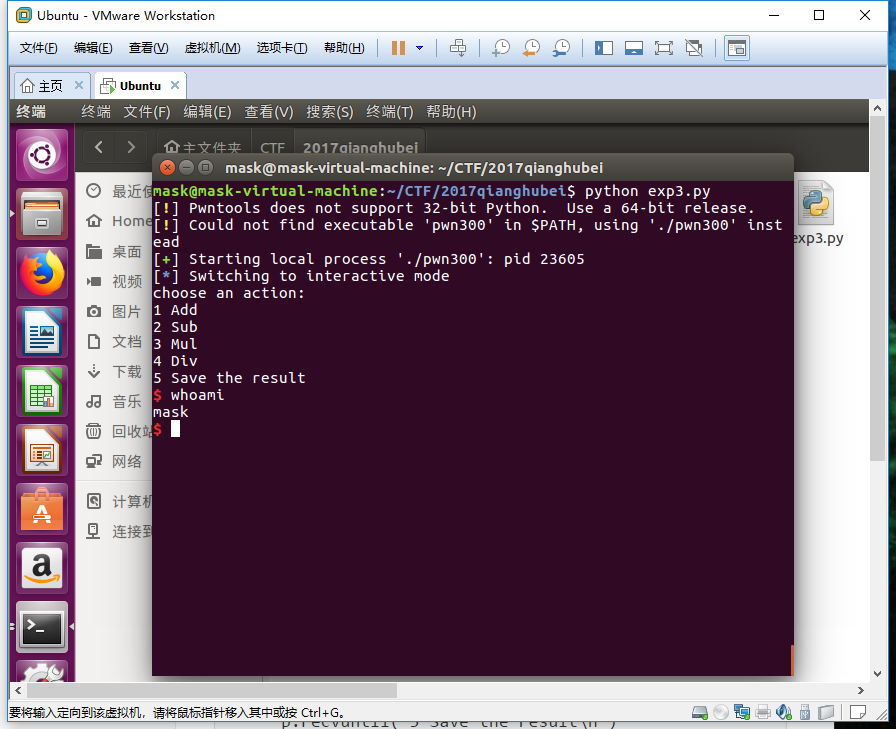 Ubuntu - VMware Workstation
文件(F) 编辑(E) 查看(V) 虚拟机(M) 选项卡(T) 帮助(H)
主页 Ubuntu
终端 终端 文件(F) 编辑(E) 查看(V) 搜索(S) 终端(T) 帮助(H)
主文件夹 CTF 2017qianghubei
mask@mask-virtual-machine: ~/CTF/2017qianghubei
最近
Home
桌面
视频
图片
文档
下载
音乐
回收站
网络
计算机
连接到
exp3.py
mask@mask-virtual-machine:~/CTF/2017qianghubei$ python exp3.py
[!] Pwntools does not support 32-bit Python.  Use a 64-bit release.
[!] Could not find executable 'pwn300' in $PATH, using './pwn300' inst
ead
[+] Starting local process './pwn300': pid 23605
[*] Switching to interactive mode
choose an action:
1 Add
2 Sub
3 Mul
4 Div
5 Save the result
$ whoami
mask
$
要将输入定向到该虚拟机，请将鼠标指针移入其中或按 Ctrl+G。
p.recvuntil('5 Save the result\n')